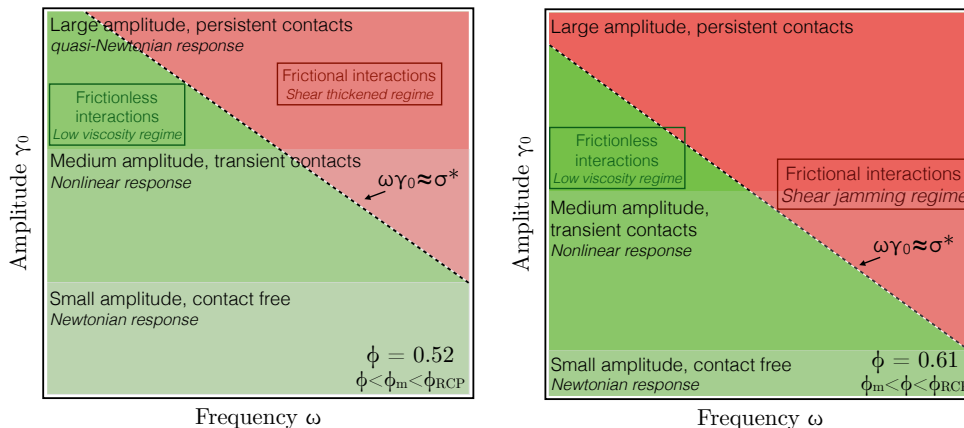 Large amplitude, persistent contacts
quasi-Newtonian response
Frictional interactions
Shear thickened regime
Frictionless
interactions
Low viscosity regime
Medium amplitude, transient contacts
Nonlinear response
ωγ0≈σ*
Small amplitude, contact free
Newtonian response
ϕ = 0.52
ϕ<ϕm<ϕRCP
Amplitude γ0
Frequency ω
Large amplitude, persistent contacts
Frictionless
interactions
Low viscosity regime
Frictional interactions
Shear jamming regime
Medium amplitude,
transient contacts
Nonlinear response
ωγ0≈σ*
Small amplitude, contact free
Newtonian response
ϕ = 0.61
ϕm<ϕ<ϕRCP
Amplitude γ0
Frequency ω